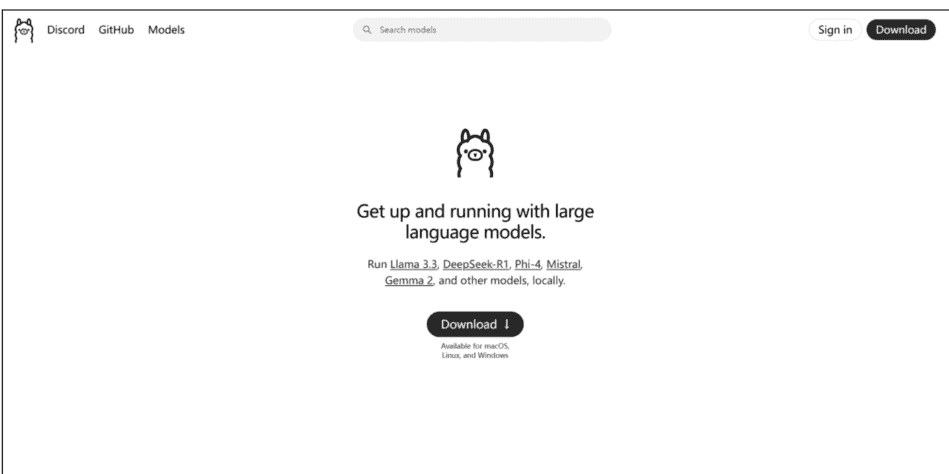 Discord GitHub Models
Search models
Sign in Download
Get up and running with large
language models.
Run Llama 3.3, DeepSeek-R1, Phi-4, Mistral,
Gemma 2, and other models, locally.
Download ↓
Available for macOS,
Linux, and Windows